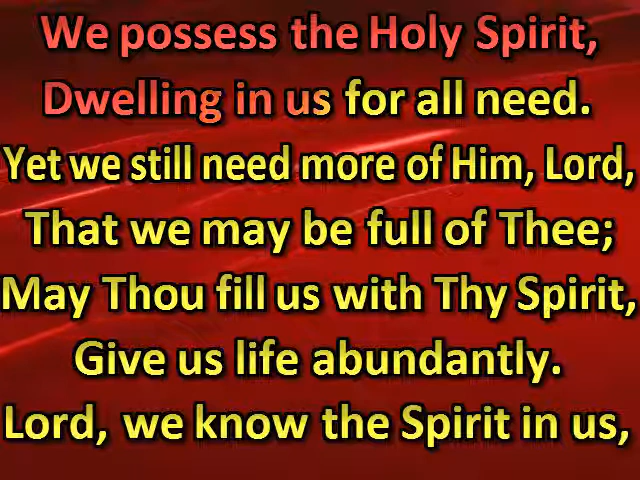 We possess the Holy Spirit,
Dwelling in us for all need.
Yet we still need more of Him, Lord,
That we may be full of Thee;
May Thou fill us with Thy Spirit,
Give us life abundantly.
Lord, we know the Spirit in us,